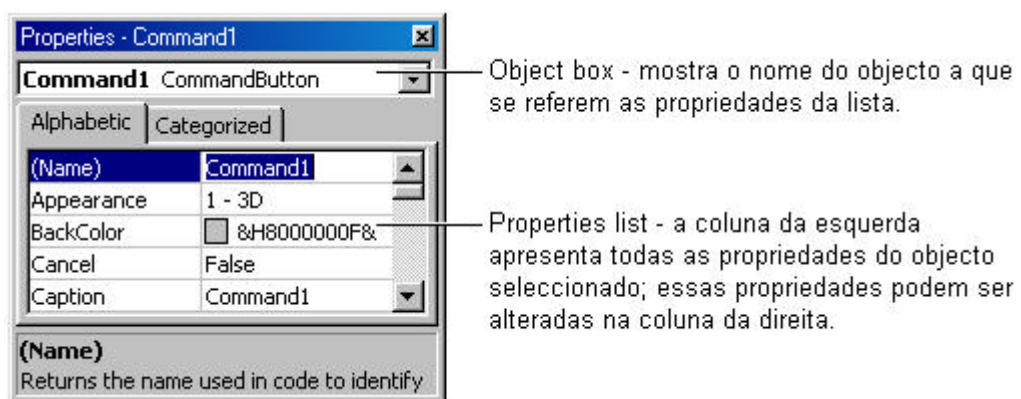 Properties - Command1
Command1 CommandButton
Object box - mostra o nome do objecto a que
se referem as propriedades da lista.
Alphabetic Categorized
(Name) Command1
Appearance 1 - 3D
BackColor &H8000000F&
Cancel False
Caption Command1
Properties list - a coluna da esquerda
apresenta todas as propriedades do objecto
seleccionado; essas propriedades podem ser
alteradas na coluna da direita.
(Name)
Returns the name used in code to identify